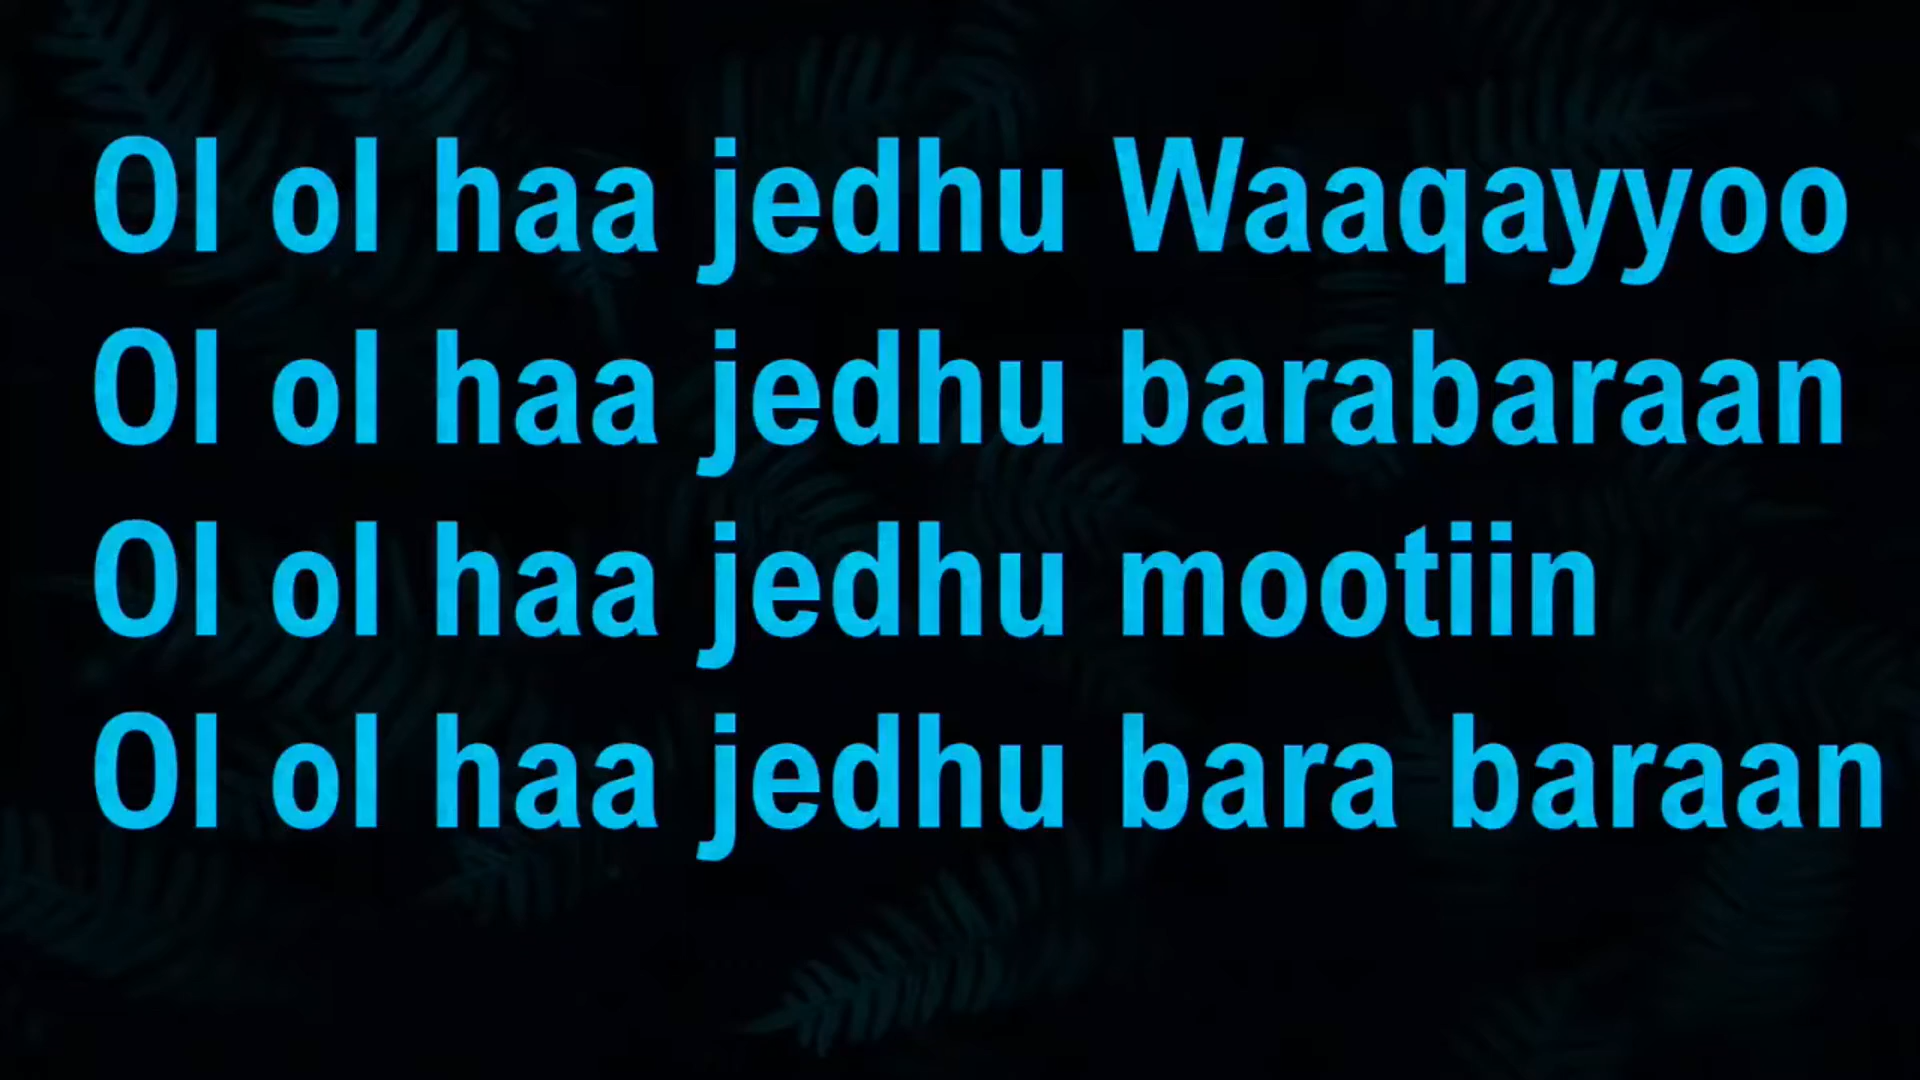 Ol ol haa jedhu Waaqayyoo
Ol ol haa jedhu barabaraan
Ol ol haa jedhu mootiin
Ol ol haa jedhu bara baraan